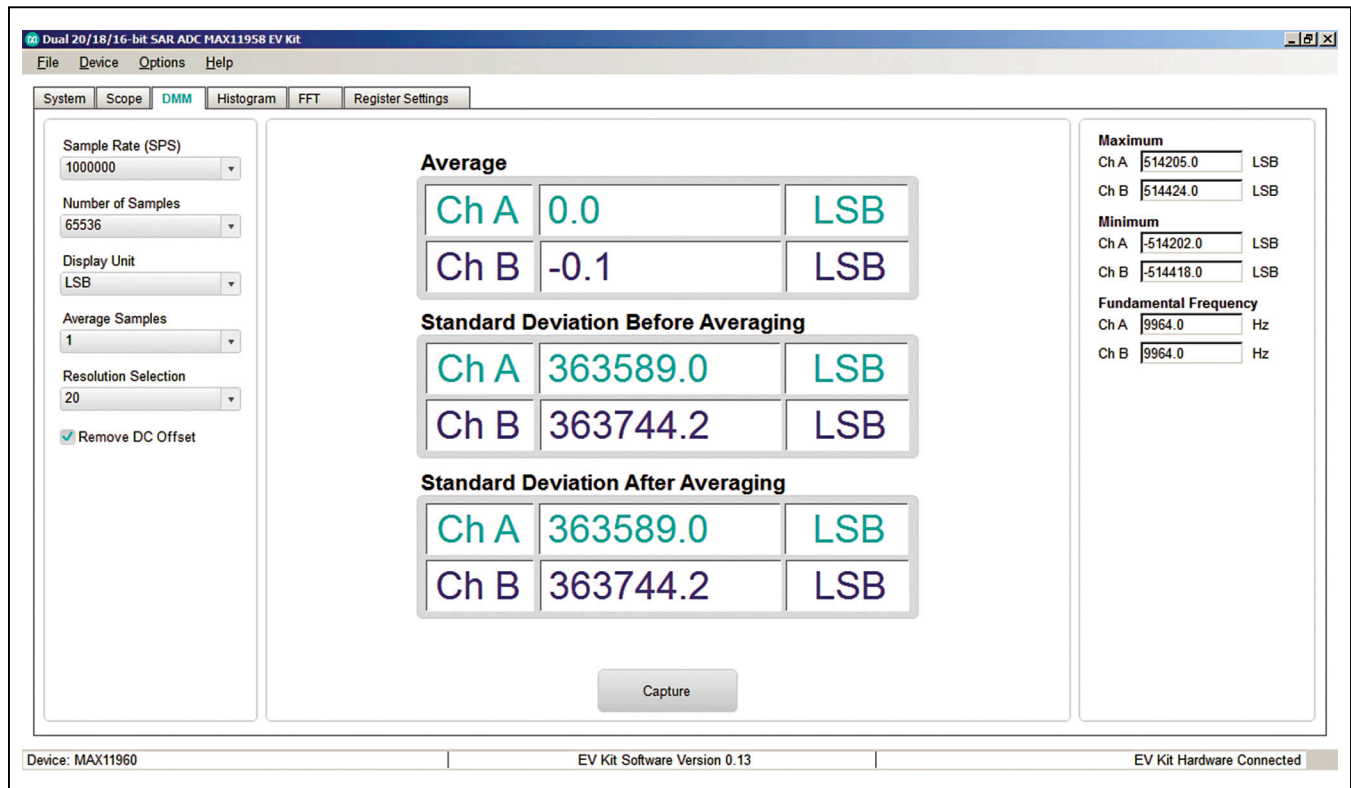 Dual 20/18/16-bit SAR ADC MAX11958 EV Kit
File Device Options Help
System Scope DMM Histogram FFT Register Settings
Sample Rate (SPS)
1000000
Number of Samples
65536
Display Unit
LSB
Average Samples
1
Resolution Selection
20
Remove DC Offset
Average
Ch A 0.0 LSB
Ch B -0.1 LSB
Standard Deviation Before Averaging
Ch A 363589.0 LSB
Ch B 363744.2 LSB
Standard Deviation After Averaging
Ch A 363589.0 LSB
Ch B 363744.2 LSB
Capture
Maximum
Ch A 514205.0 LSB
Ch B 514424.0 LSB
Minimum
Ch A -514202.0 LSB
Ch B -514418.0 LSB
Fundamental Frequency
Ch A 9964.0 Hz
Ch B 9964.0 Hz
Device: MAX11960 EV Kit Software Version 0.13 EV Kit Hardware Connected